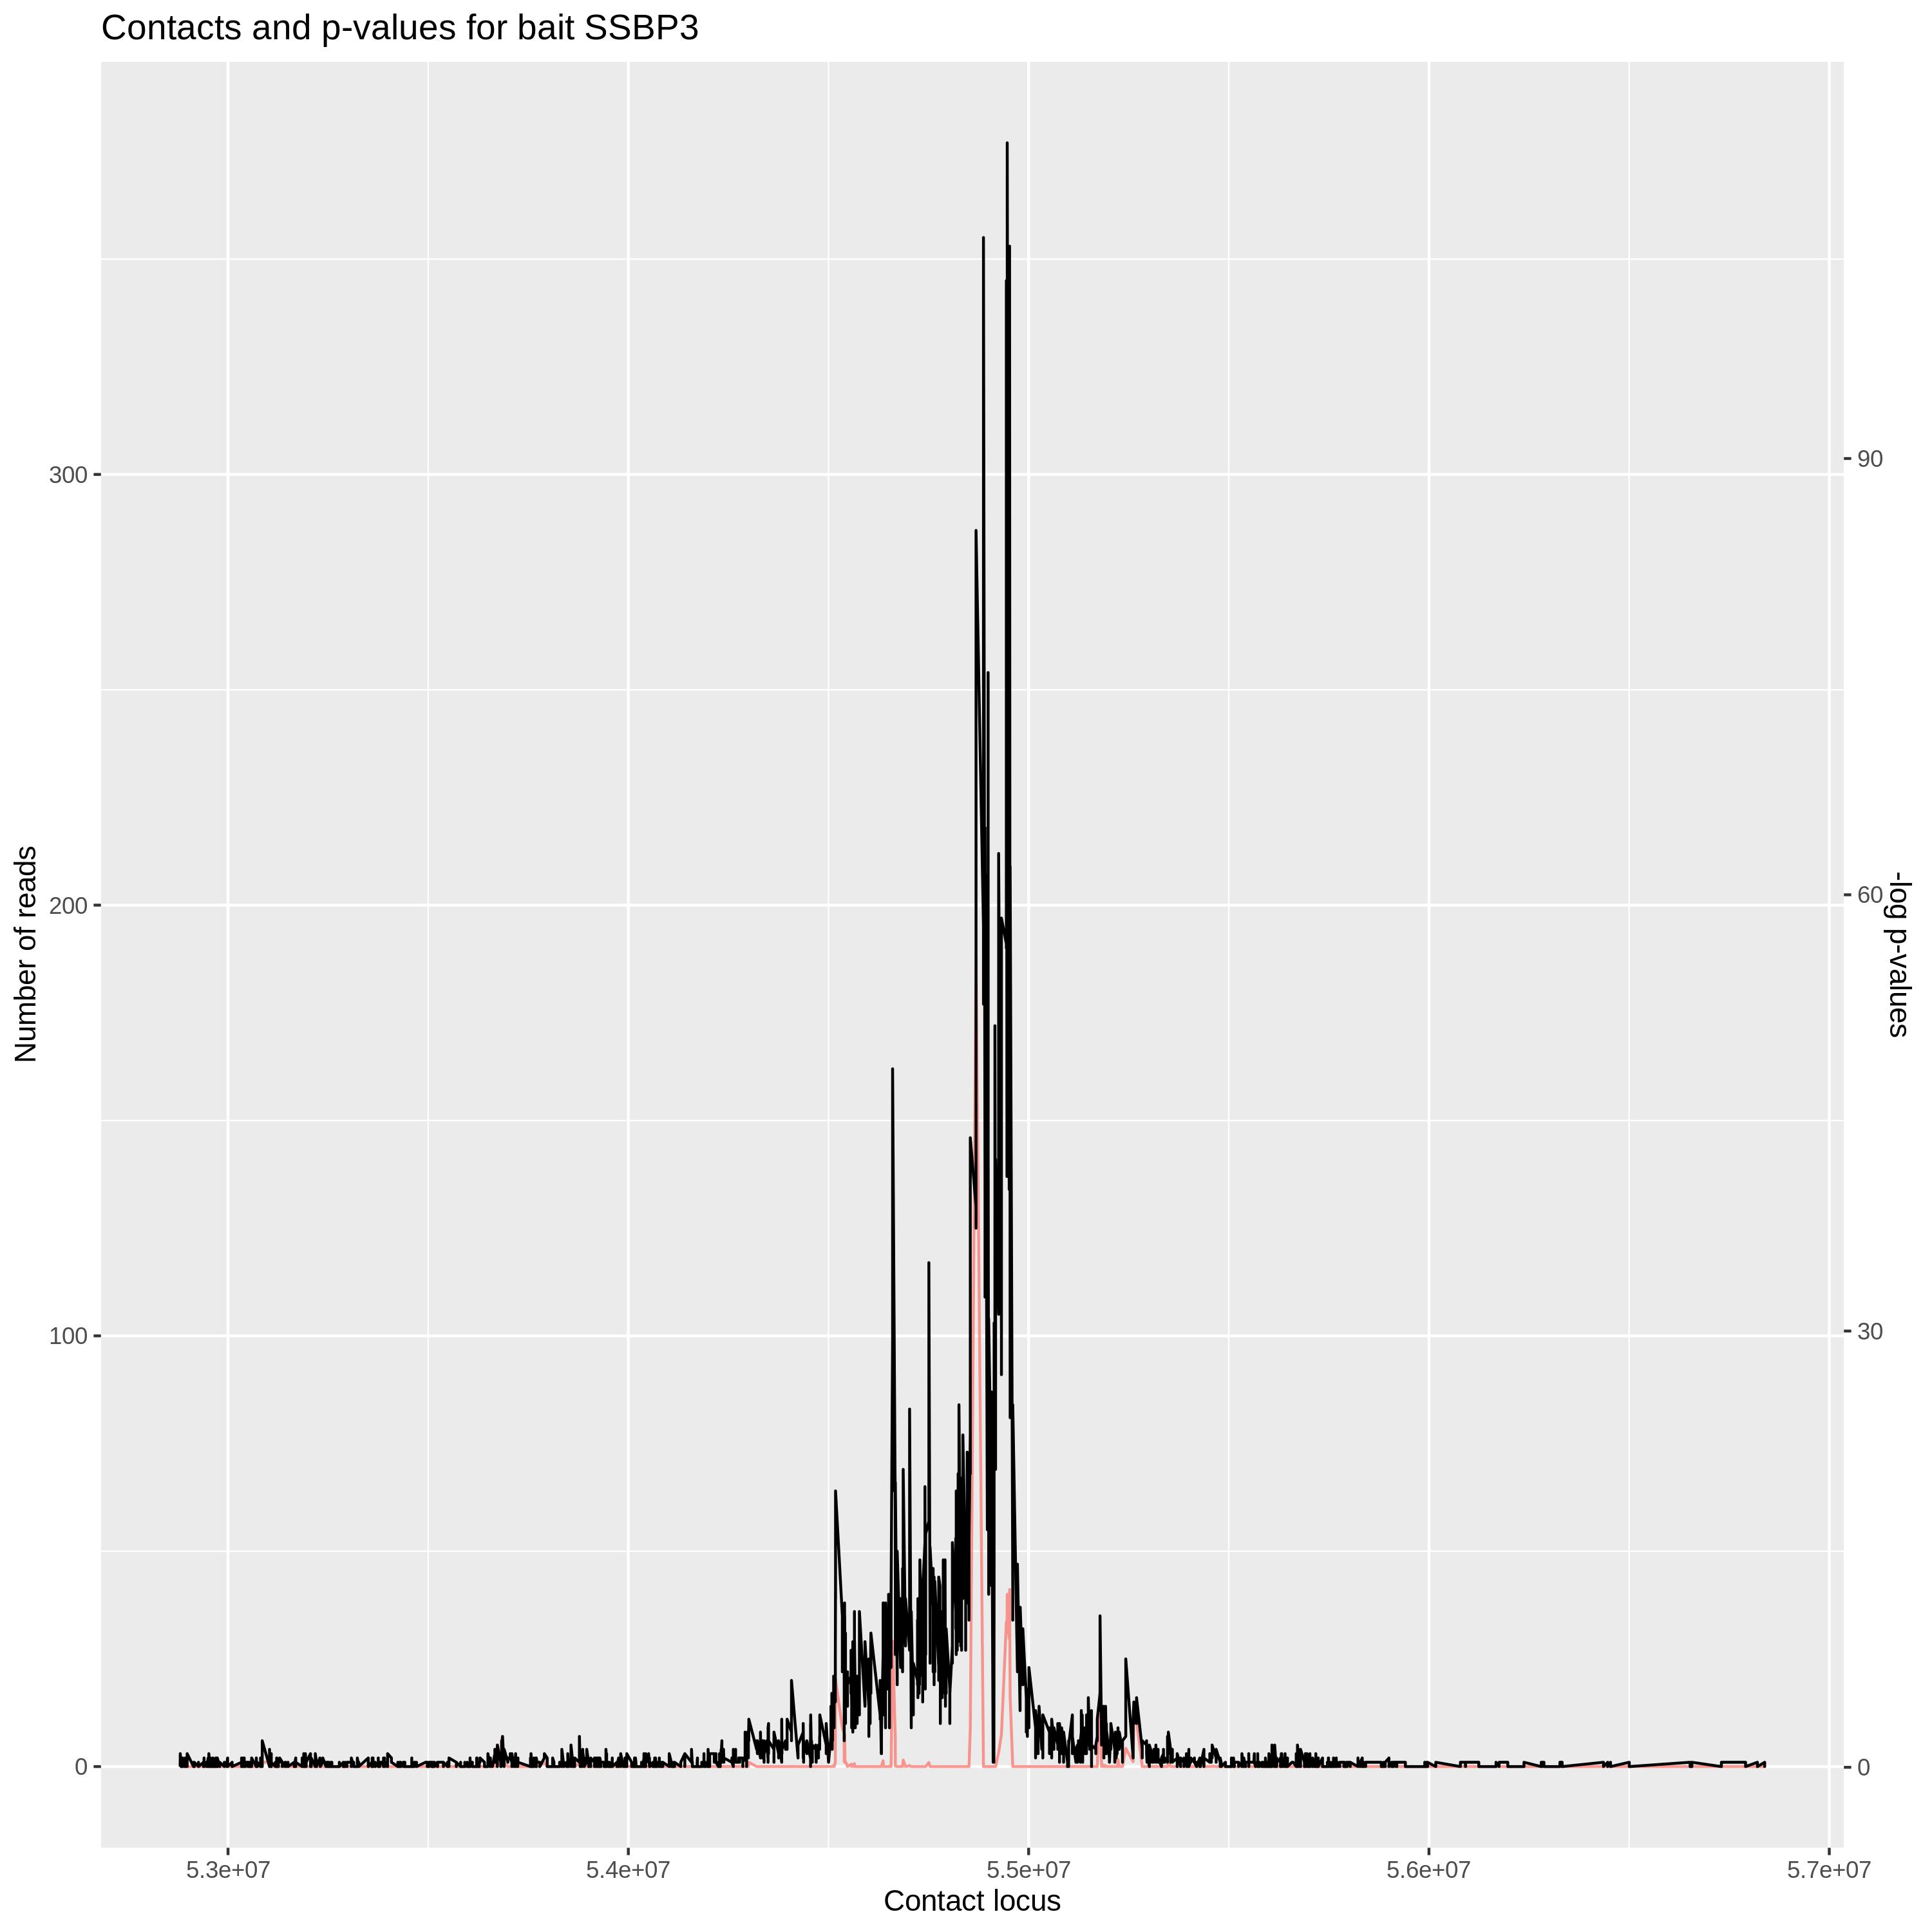 Contacts and p-values for bait SSBP3
Number of reads
300
200
100
0
90
60
30
0
-log p-values
5.3e+07
5.4e+07
5.5e+07
5.6e+07
5.7e+07
Contact locus